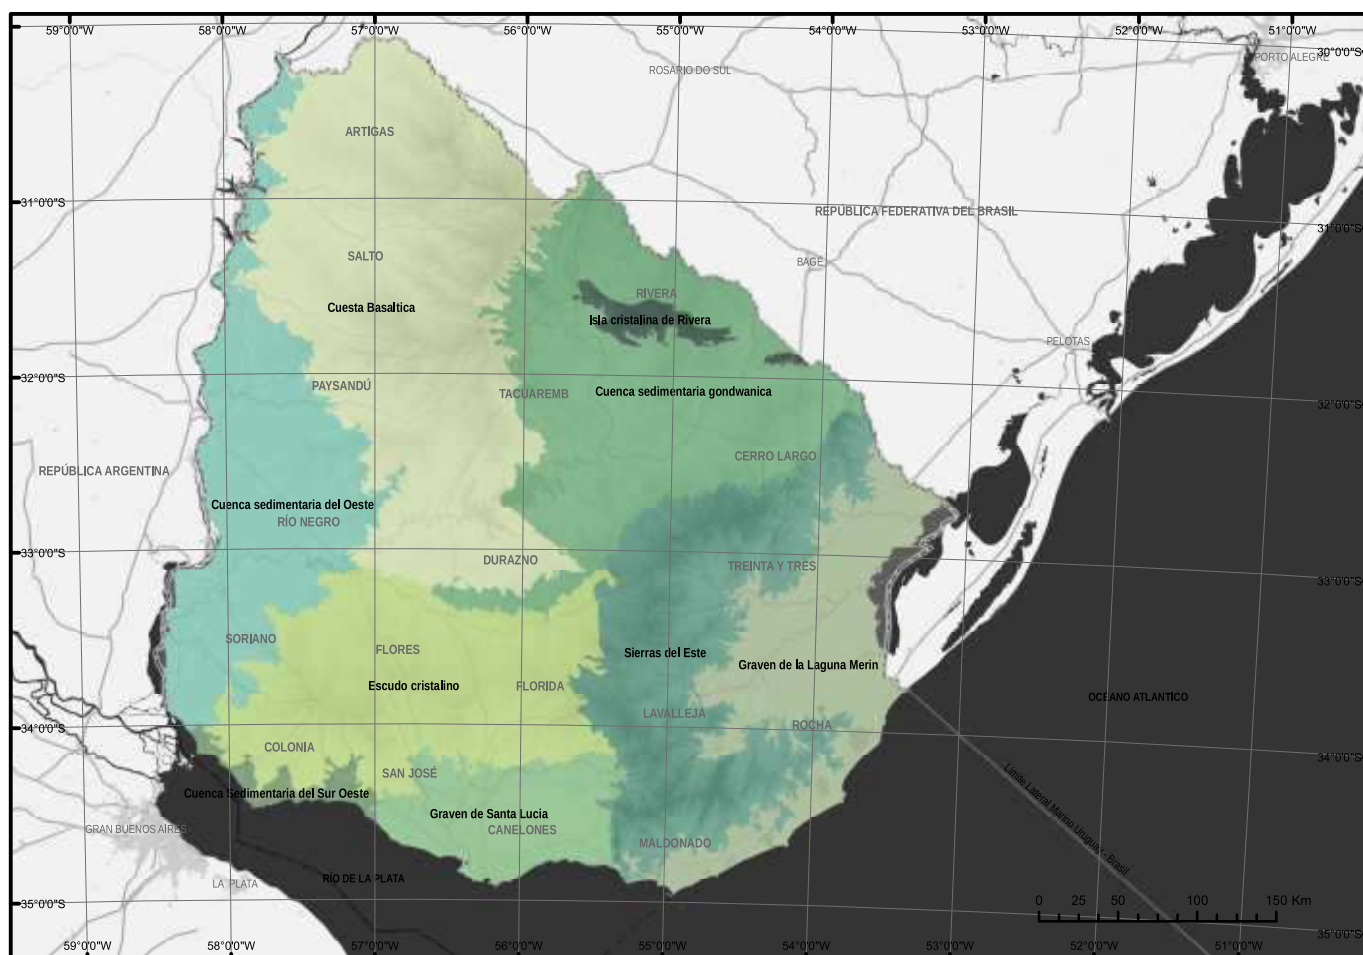 59°0'0"W 58°0'0"W 57°0'0"W 56°0'0"W 55°0'0"W 54°0'0"W 53°0'0"W 52°0'0"W 51°0'0"W
30°0'0"S
PORTO ALEGRE
ROSARIO DO SUL
ARTIGAS
31°0'0"S
REPÚBLICA FEDERATIVA DEL BRASIL
31°0'0"S
SALTO
BAGÉ
RIVERA
Cuesta Basaltica
Isla cristalina de Rivera
PELOTAS
32°0'0"S
PAYSANDÚ
TACUAREMB
Cuenca sedimentaria gondwanica
32°0'0"S
CERRO LARGO
REPÚBLICA ARGENTINA
Cuenca sedimentaria del Oeste
RÍO NEGRO
33°0'0"S
DURAZNO
TREINTA Y TRES
33°0'0"S
SORIANO
FLORES
Sierras del Este
Graven de la Laguna Merin
Escudo cristalino
FLORIDA
OCEANO ATLANTICO
LAVALLEJA
ROCHA
34°0'0"S
COLONIA
34°0'0"S
SAN JOSÉ
Límite Lateral Marino Uruguay - Brasil
Cuenca Sedimentaria del Sur Oeste
Graven de Santa Lucia
GRAN BUENOS AIRES
CANELONES
MALDONADO
RÍO DE LA PLATA
LA PLATA
35°0'0"S
0 25 50 100 150 Km
35°0'0"S
59°0'0"W 58°0'0"W 57°0'0"W 56°0'0"W 55°0'0"W 54°0'0"W 53°0'0"W 52°0'0"W 51°0'0"W